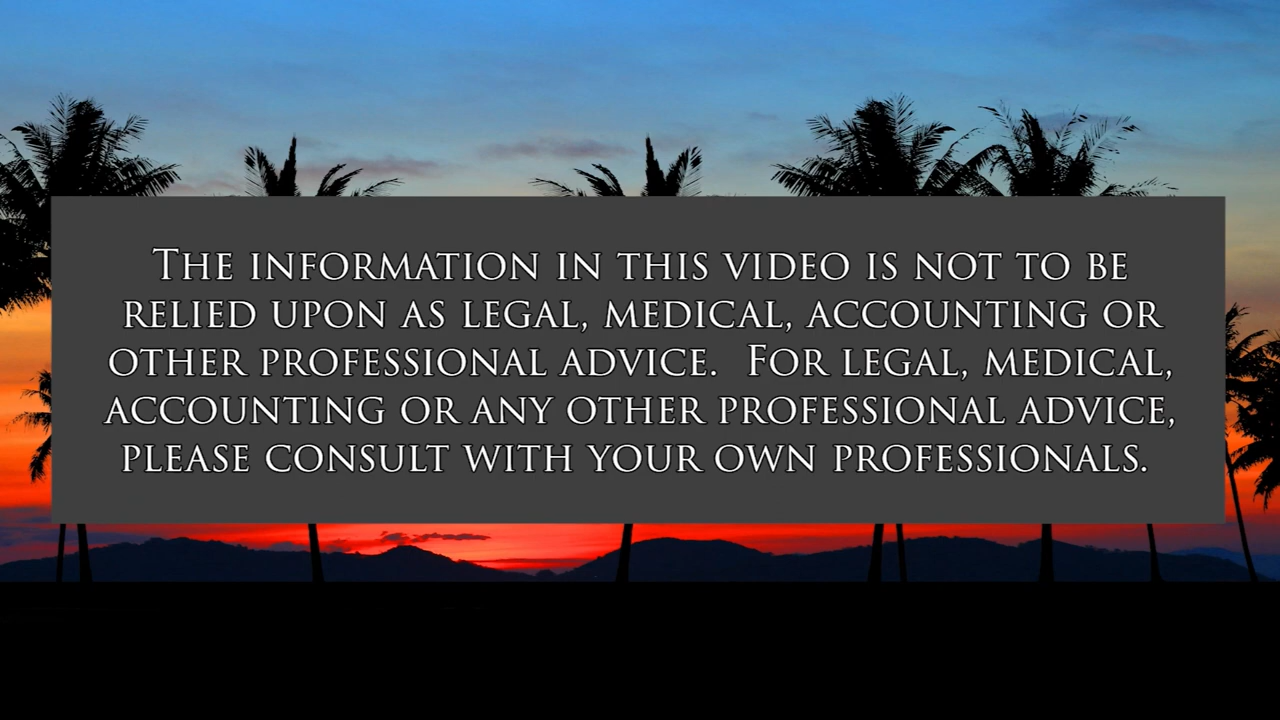 The information in this video is not to be
relied upon as legal, medical, accounting or
other professional advice.  For legal, medical,
accounting or any other professional advice,
please consult with your own professionals.